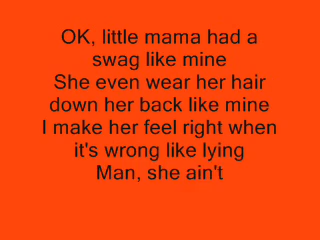 OK, little mama had a
swag like mine
She even wear her hair
down her back like mine
I make her feel right when
it's wrong like lying
Man, she ain't